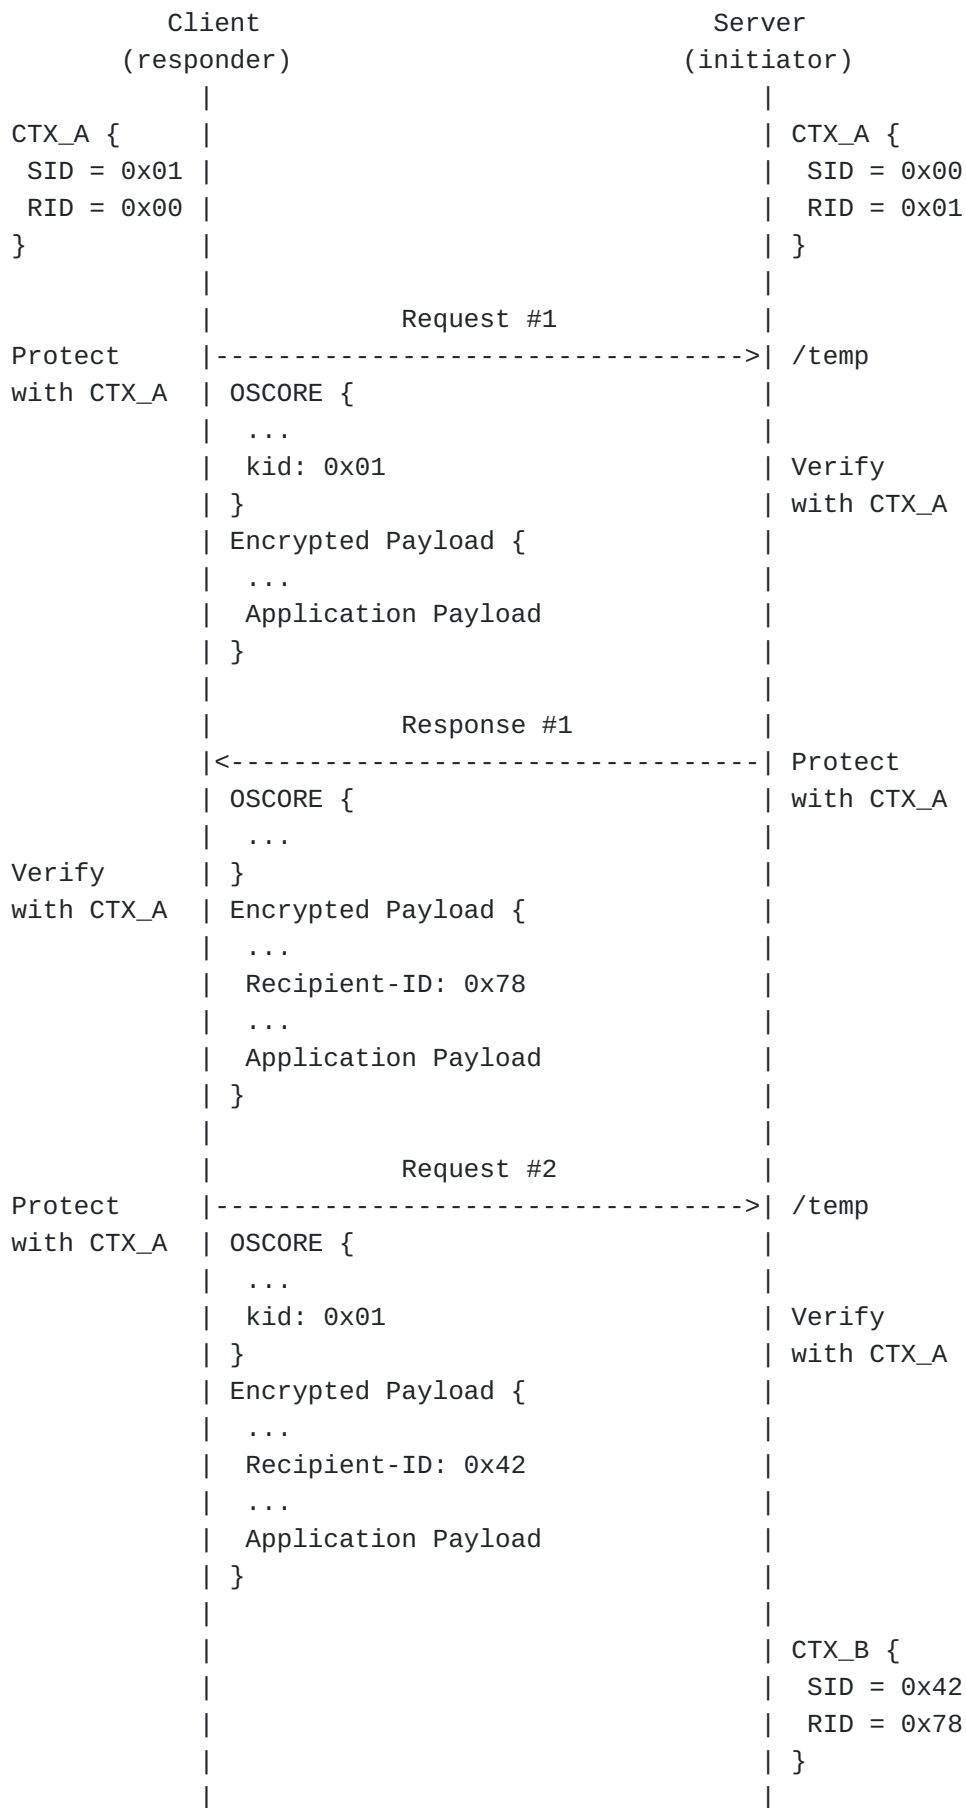 Client                             Server
       (responder)                         (initiator)
            |                                   |
CTX_A {     |                                   | CTX_A {
 SID = 0x01 |                                   |  SID = 0x00
 RID = 0x00 |                                   |  RID = 0x01
}           |                                   | }
            |                                   |
            |            Request #1             |
Protect     |---------------------------------->| /temp
with CTX_A  | OSCORE {                          |
            |  ...                              |
            |  kid: 0x01                        | Verify
            | }                                 | with CTX_A
            | Encrypted Payload {               |
            |  ...                              |
            |  Application Payload              |
            | }                                 |
            |                                   |
            |            Response #1            |
            |<----------------------------------| Protect
            | OSCORE {                          | with CTX_A
            |  ...                              |
Verify      | }                                 |
with CTX_A  | Encrypted Payload {               |
            |  ...                              |
            |  Recipient-ID: 0x78               |
            |  ...                              |
            |  Application Payload              |
            | }                                 |
            |                                   |
            |            Request #2             |
Protect     |---------------------------------->| /temp
with CTX_A  | OSCORE {                          |
            |  ...                              |
            |  kid: 0x01                        | Verify
            | }                                 | with CTX_A
            | Encrypted Payload {               |
            |  ...                              |
            |  Recipient-ID: 0x42               |
            |  ...                              |
            |  Application Payload              |
            | }                                 |
            |                                   |
            |                                   | CTX_B {
            |                                   |  SID = 0x42
            |                                   |  RID = 0x78
            |                                   | }
            |                                   |